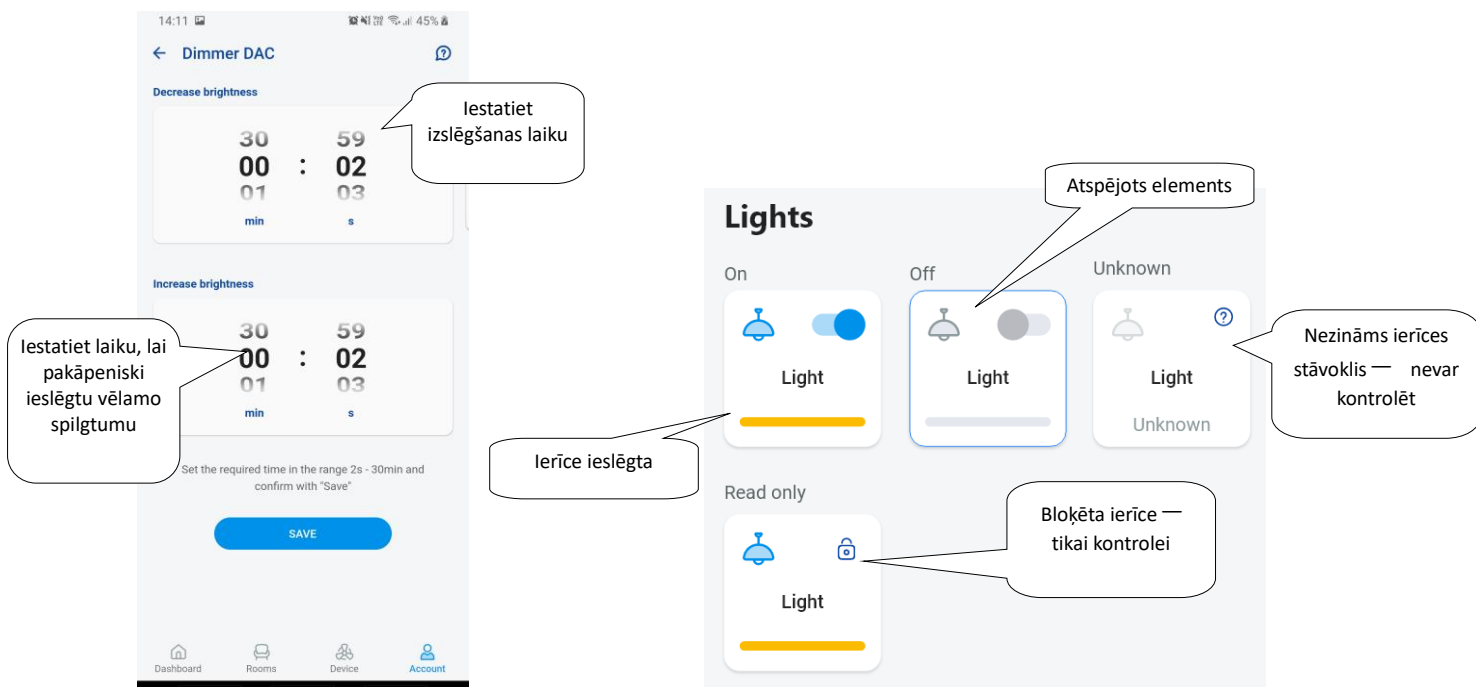 14:11
45%
Dimmer DAC
Decrease brightness
30 59
00 : 02
01 03
min s
Iestatiet
izslēgšanas laiku
Increase brightness
30 59
00 : 02
01 03
min s
Iestatiet laiku, lai
pakāpeniski
ieslēgtu vēlamo
spilgtumu
Set the required time in the range 2s - 30min and
confirm with "Save"
SAVE
Dashboard Rooms Device Account
Lights
Atspējots elements
On
Light
Off
Light
Unknown
?
Light
Unknown
Nezināms ierīces
stāvoklis — nevar
kontrolēt
Ierīce ieslēgta
Read only
Light
Bloķēta ierīce —
tikai kontrolei